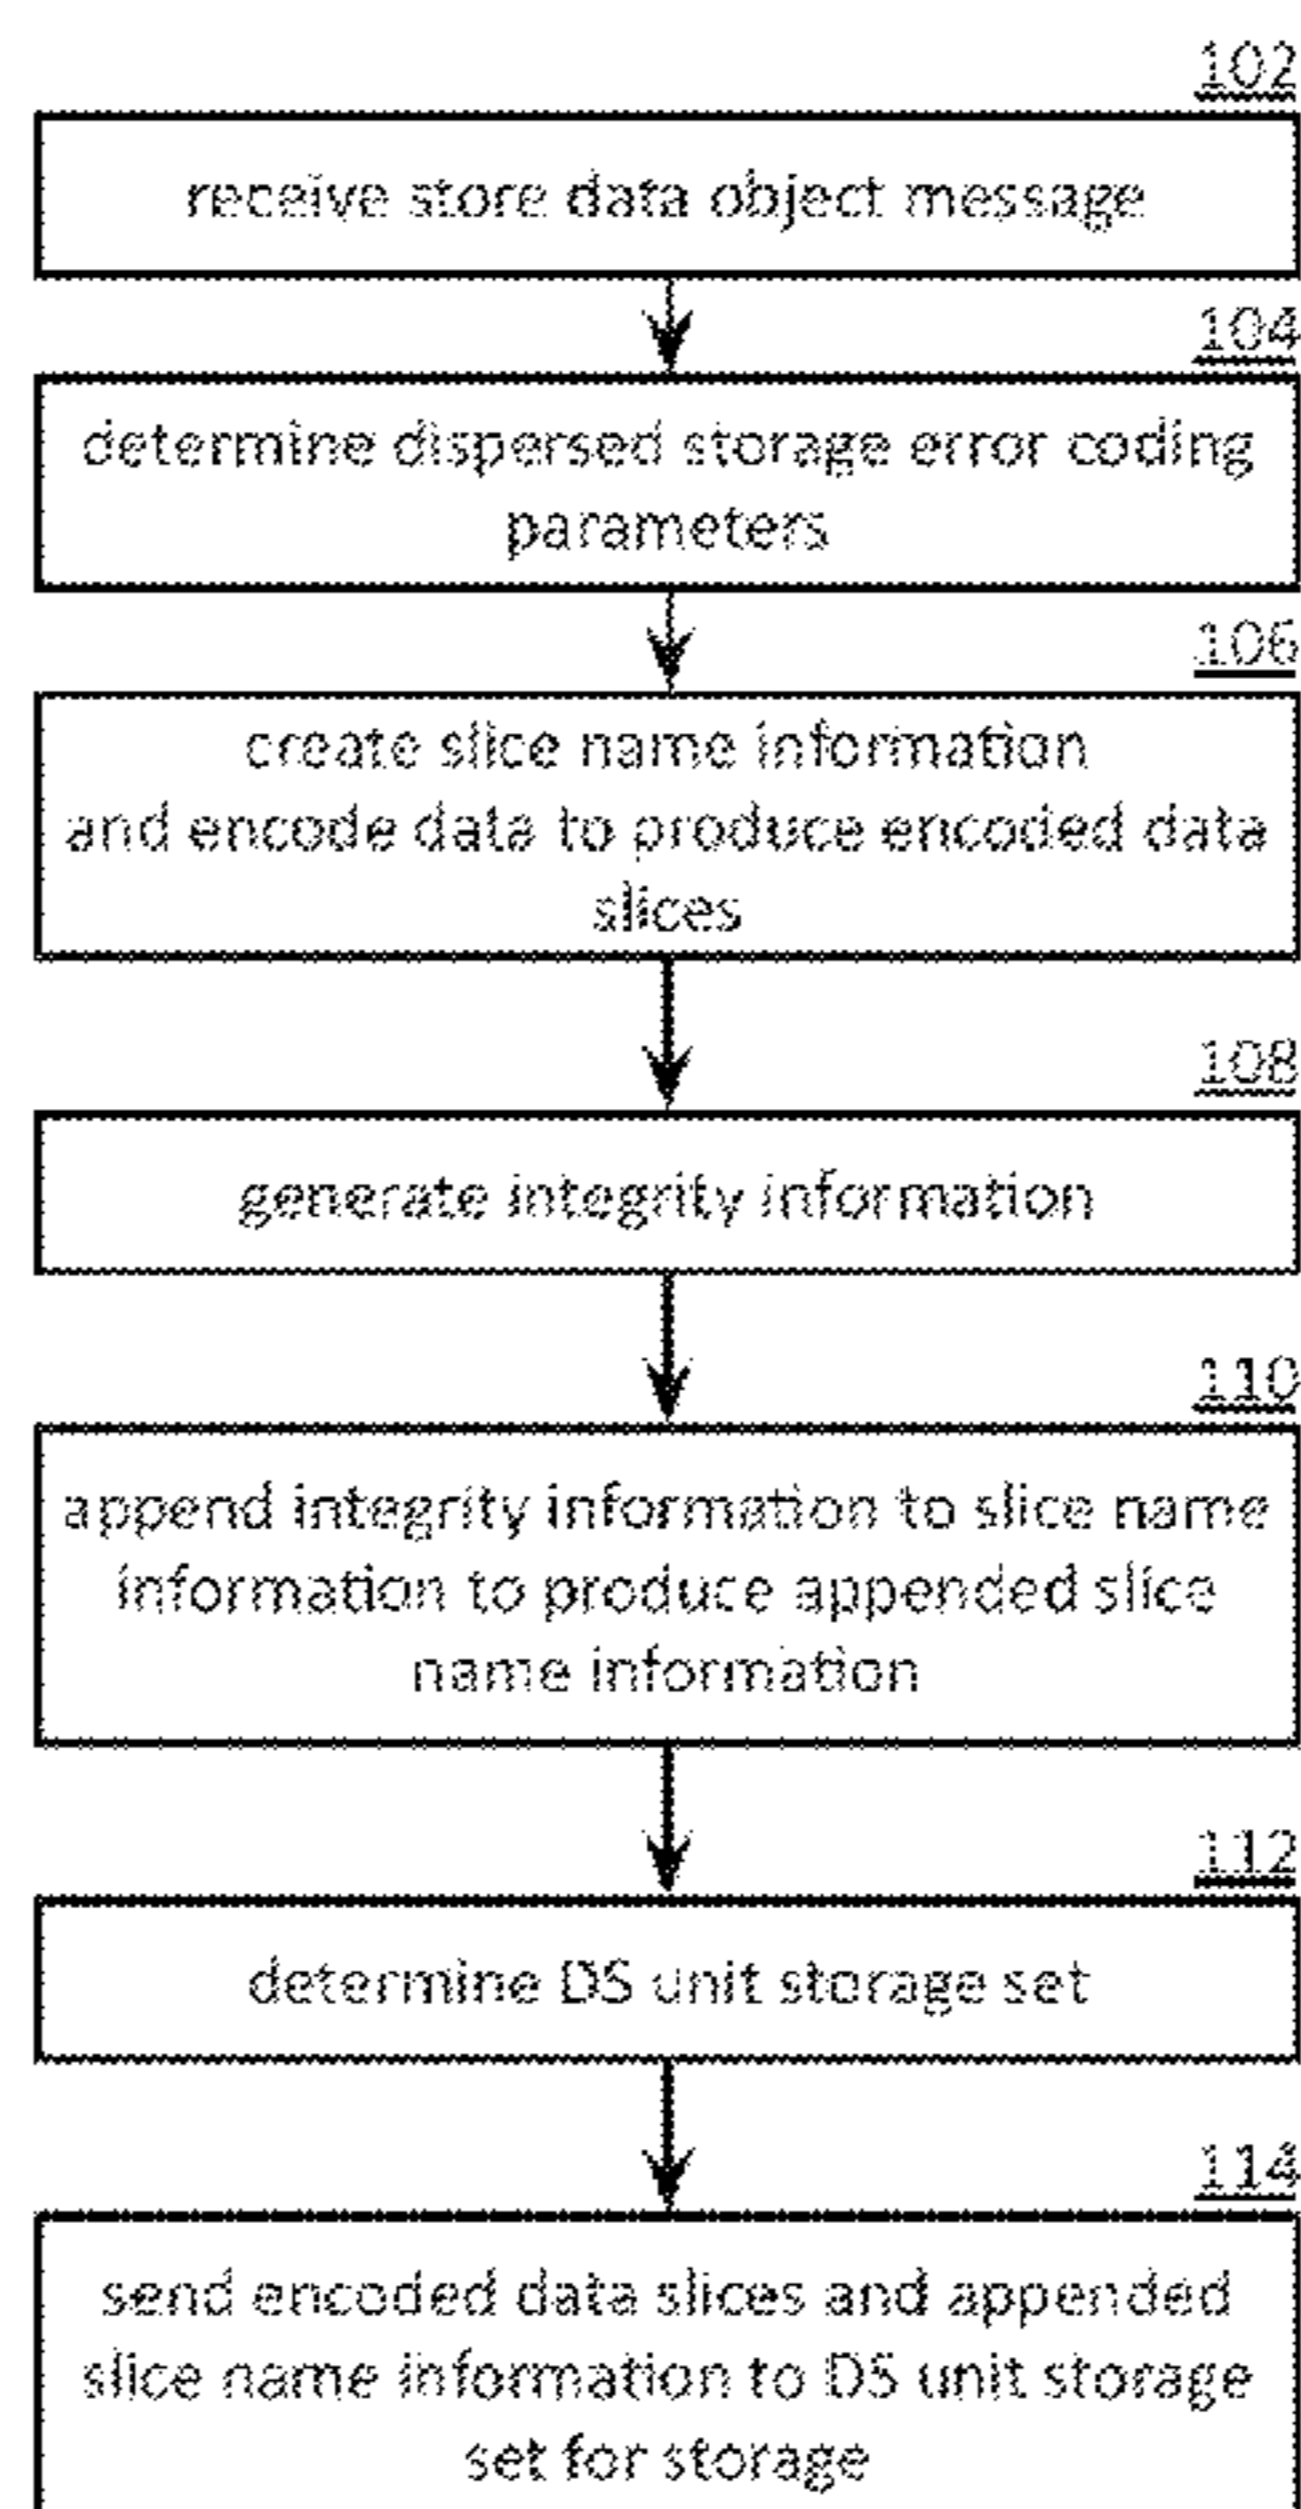 102
receive store data object message
104
determine dispersed storage error coding
parameters
106
create slice name information
and encode data to produce encoded data
slices
108
generate integrity information
110
append integrity information to slice name
information to produce appended slice
name information
112
determine DS unit storage set
114
send encoded data slices and appended
slice name information to DS unit storage
set for storage